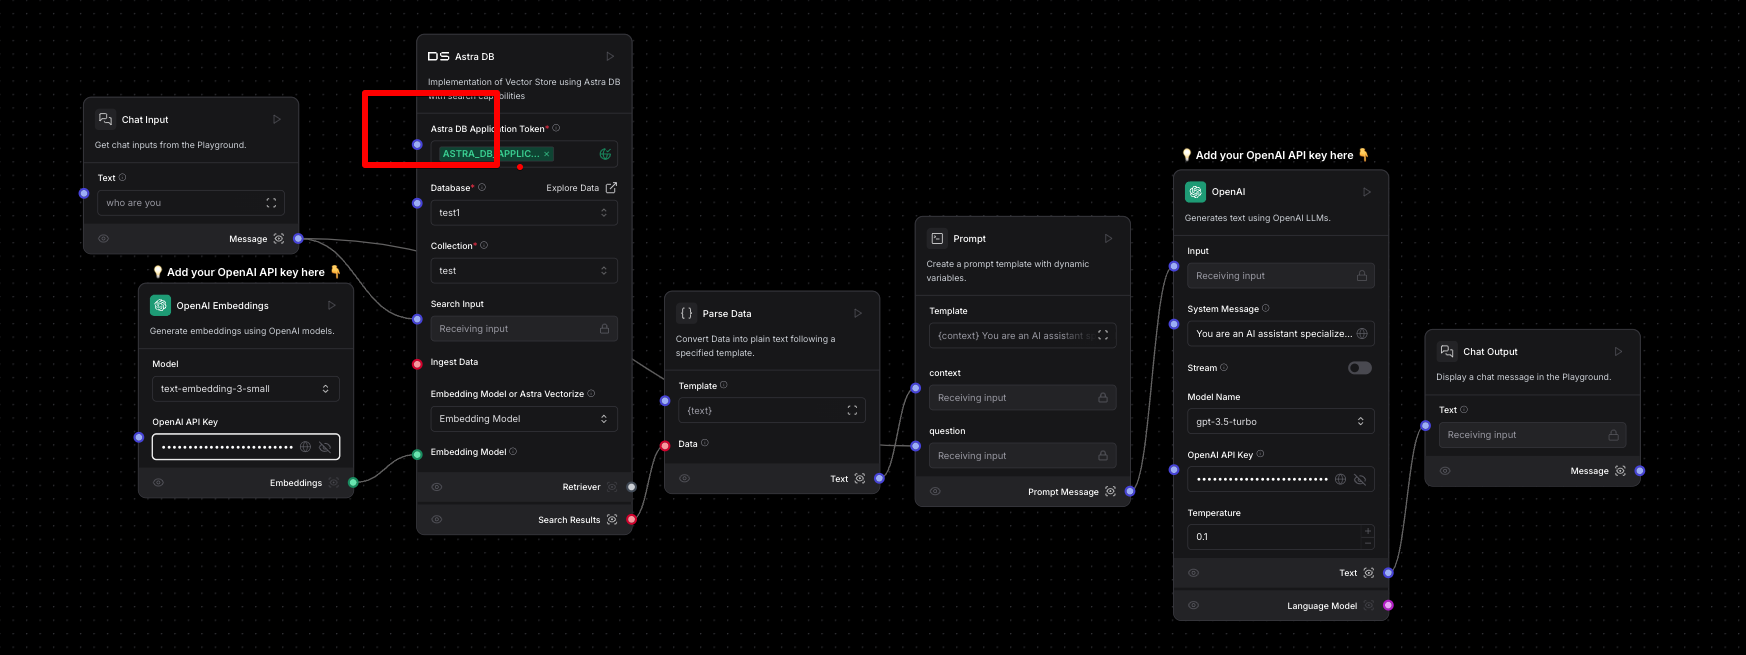 Chat Input
Get chat inputs from the Playground.
Text
who are you
Message
💡 Add your OpenAI API key here 👇
OpenAI Embeddings
Generate embeddings using OpenAI models.
Model
text-embedding-3-small
OpenAI API Key
Embeddings
DS Astra DB
Implementation of Vector Store using Astra DB
with search capabilities
Astra DB Application Token*
ASTRA_DB_APPLIC... ×
Database* Explore Data
test1
Collection*
test
Search Input
Receiving input
Ingest Data
Embedding Model or Astra Vectorize
Embedding Model
Embedding Model
Retriever
Search Results
{ } Parse Data
Convert Data into plain text following a
specified template.
Template
{text}
Data
Text
Prompt
Create a prompt template with dynamic
variables.
Template
{context} You are an AI assistant
context
Receiving input
question
Receiving input
Prompt Message
💡 Add your OpenAI API key here 👇
OpenAI
Generates text using OpenAI LLMs.
Input
Receiving input
System Message
You are an AI assistant specialize...
Stream
Model Name
gpt-3.5-turbo
OpenAI API Key
Temperature
0.1
Text
Language Model
Chat Output
Display a chat message in the Playground.
Text
Receiving input
Message